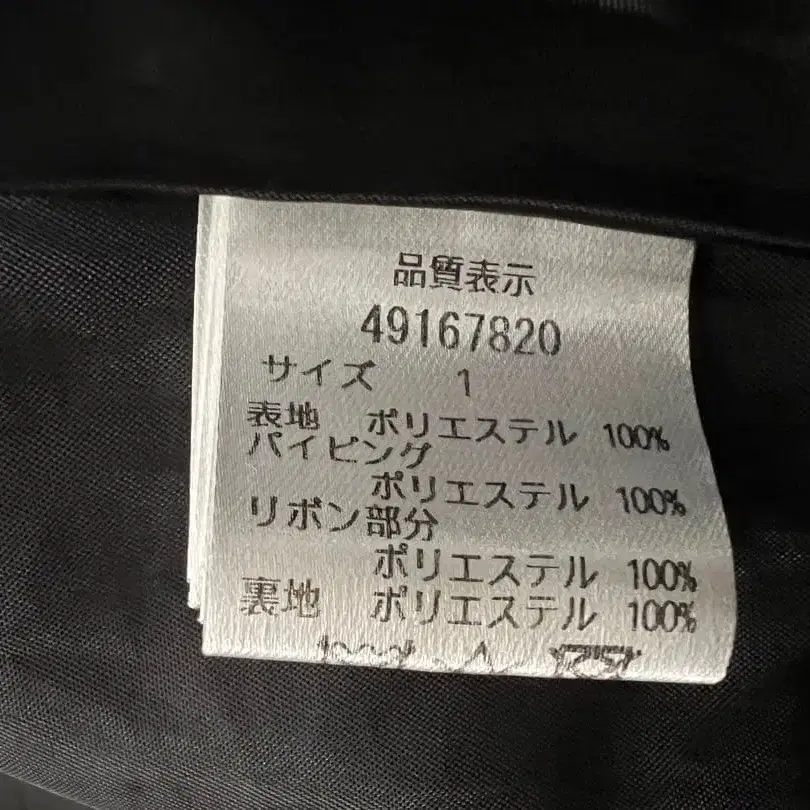 品質表示
49167820
サイズ 1
表地 ポリエステル 100%
パイピング
ポリエステル 100%
リボン部分
ポリエステル 100%
裏地 ポリエステル 100%